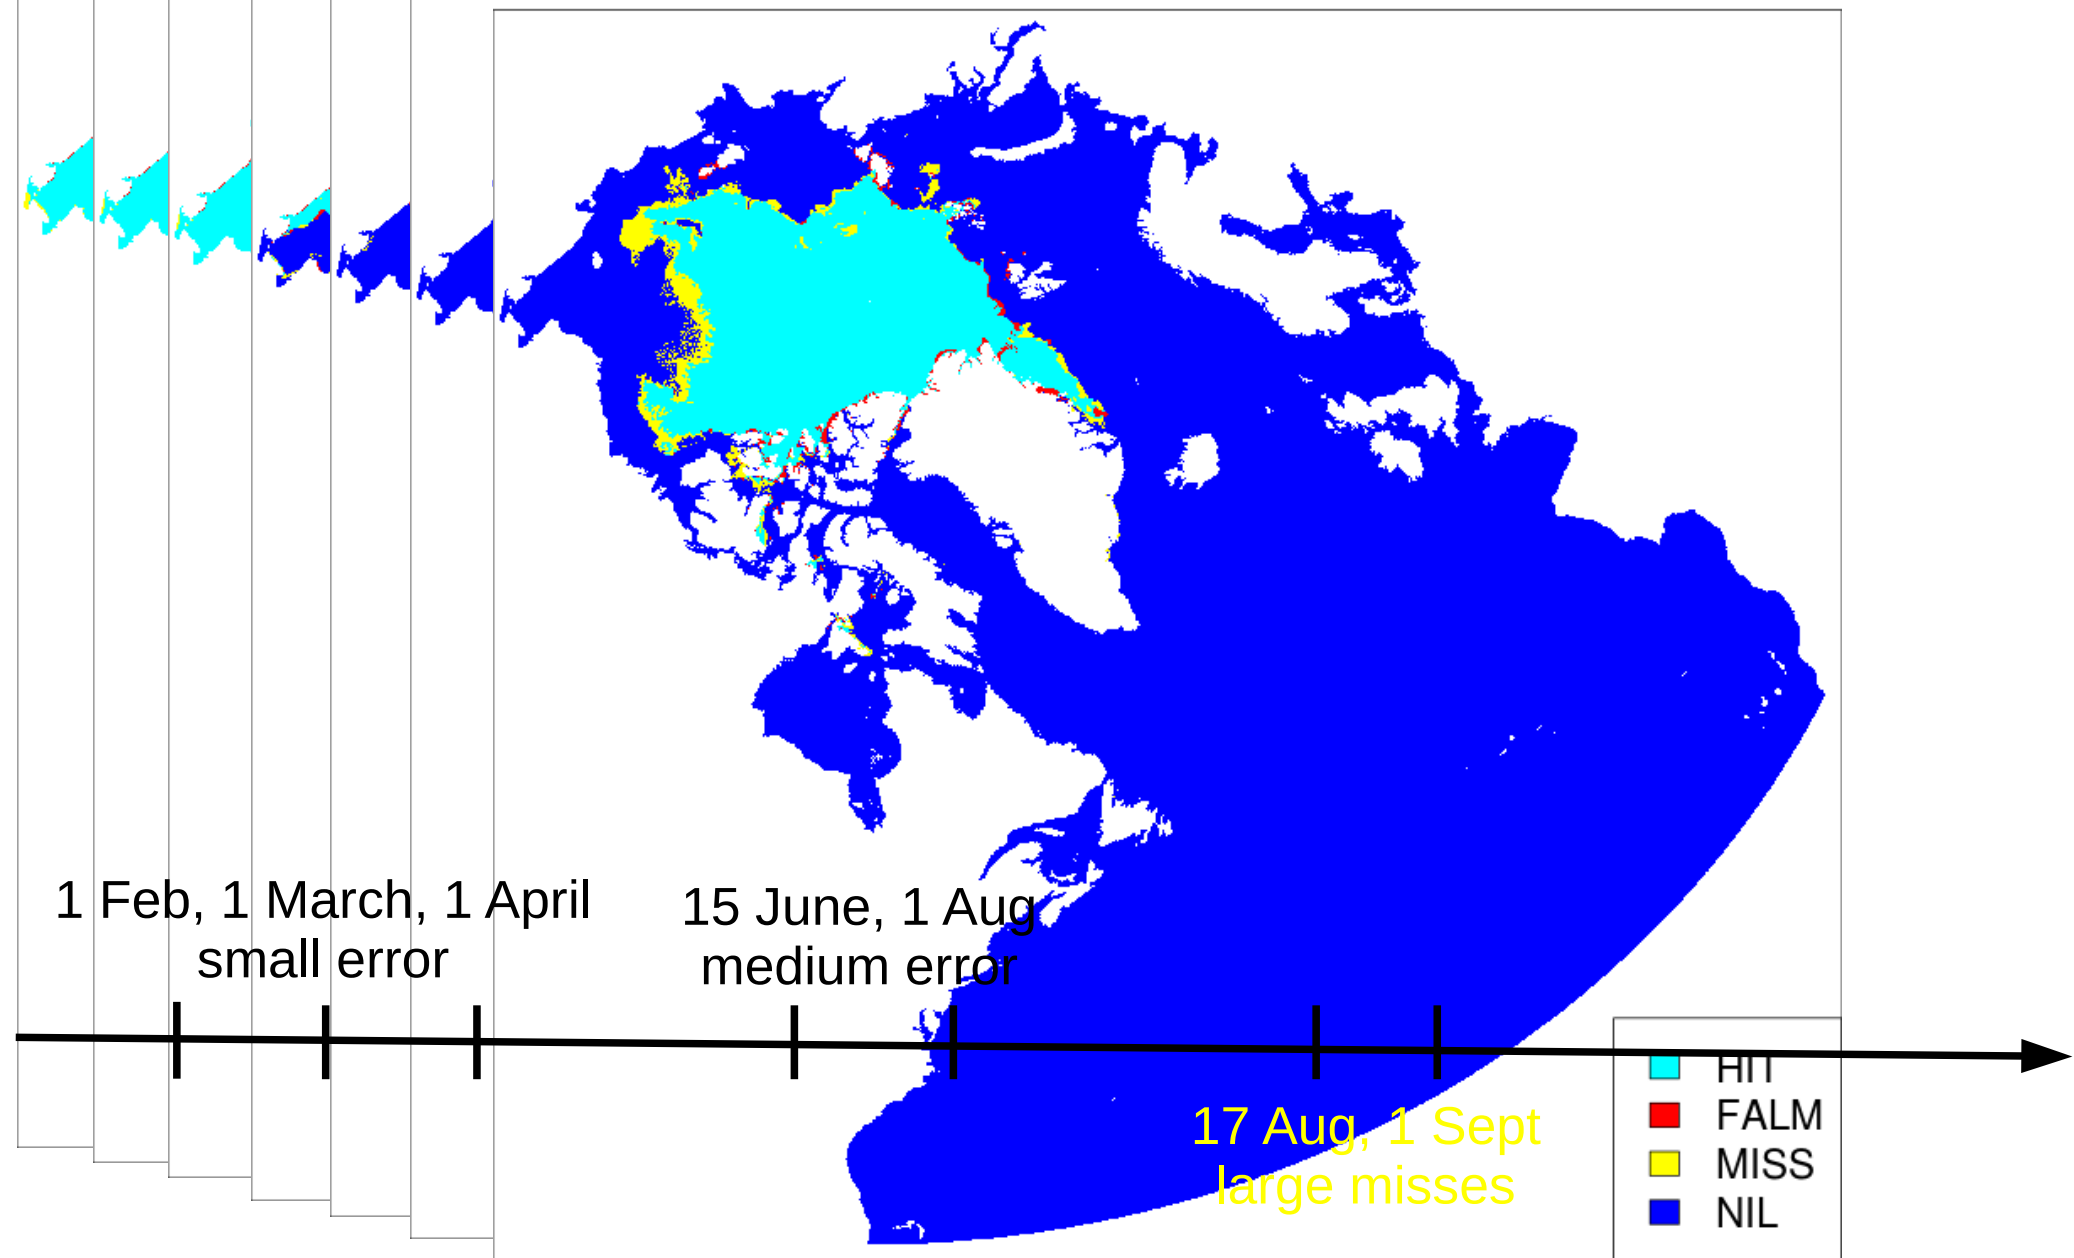 1 Feb, 1 March, 1 April
small error
15 June, 1 Aug
medium error
17 Aug, 1 Sept
large misses
HIT
FALM
MISS
NIL